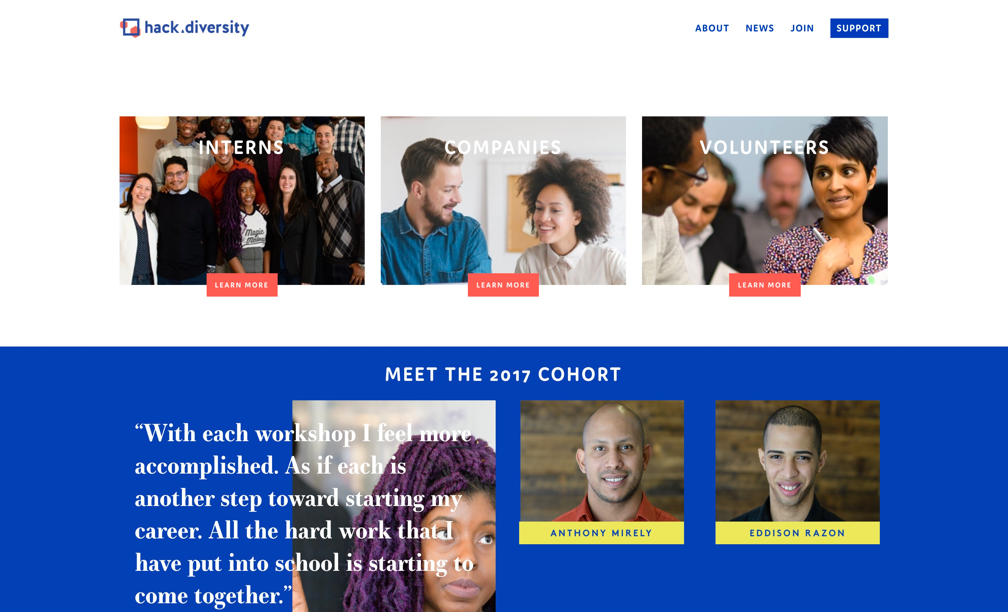 hack.diversity
ABOUT NEWS JOIN SUPPORT
INTERNS COMPANIES VOLUNTEERS
Magic
LEARN MORE LEARN MORE LEARN MORE
MEET THE 2017 COHORT
“With each workshop I feel more
accomplished. As if each is
another step toward starting my
career. All the hard work that I
have put into school is starting to
come together.”
ANTHONY MIRELY EDDISON RAZON